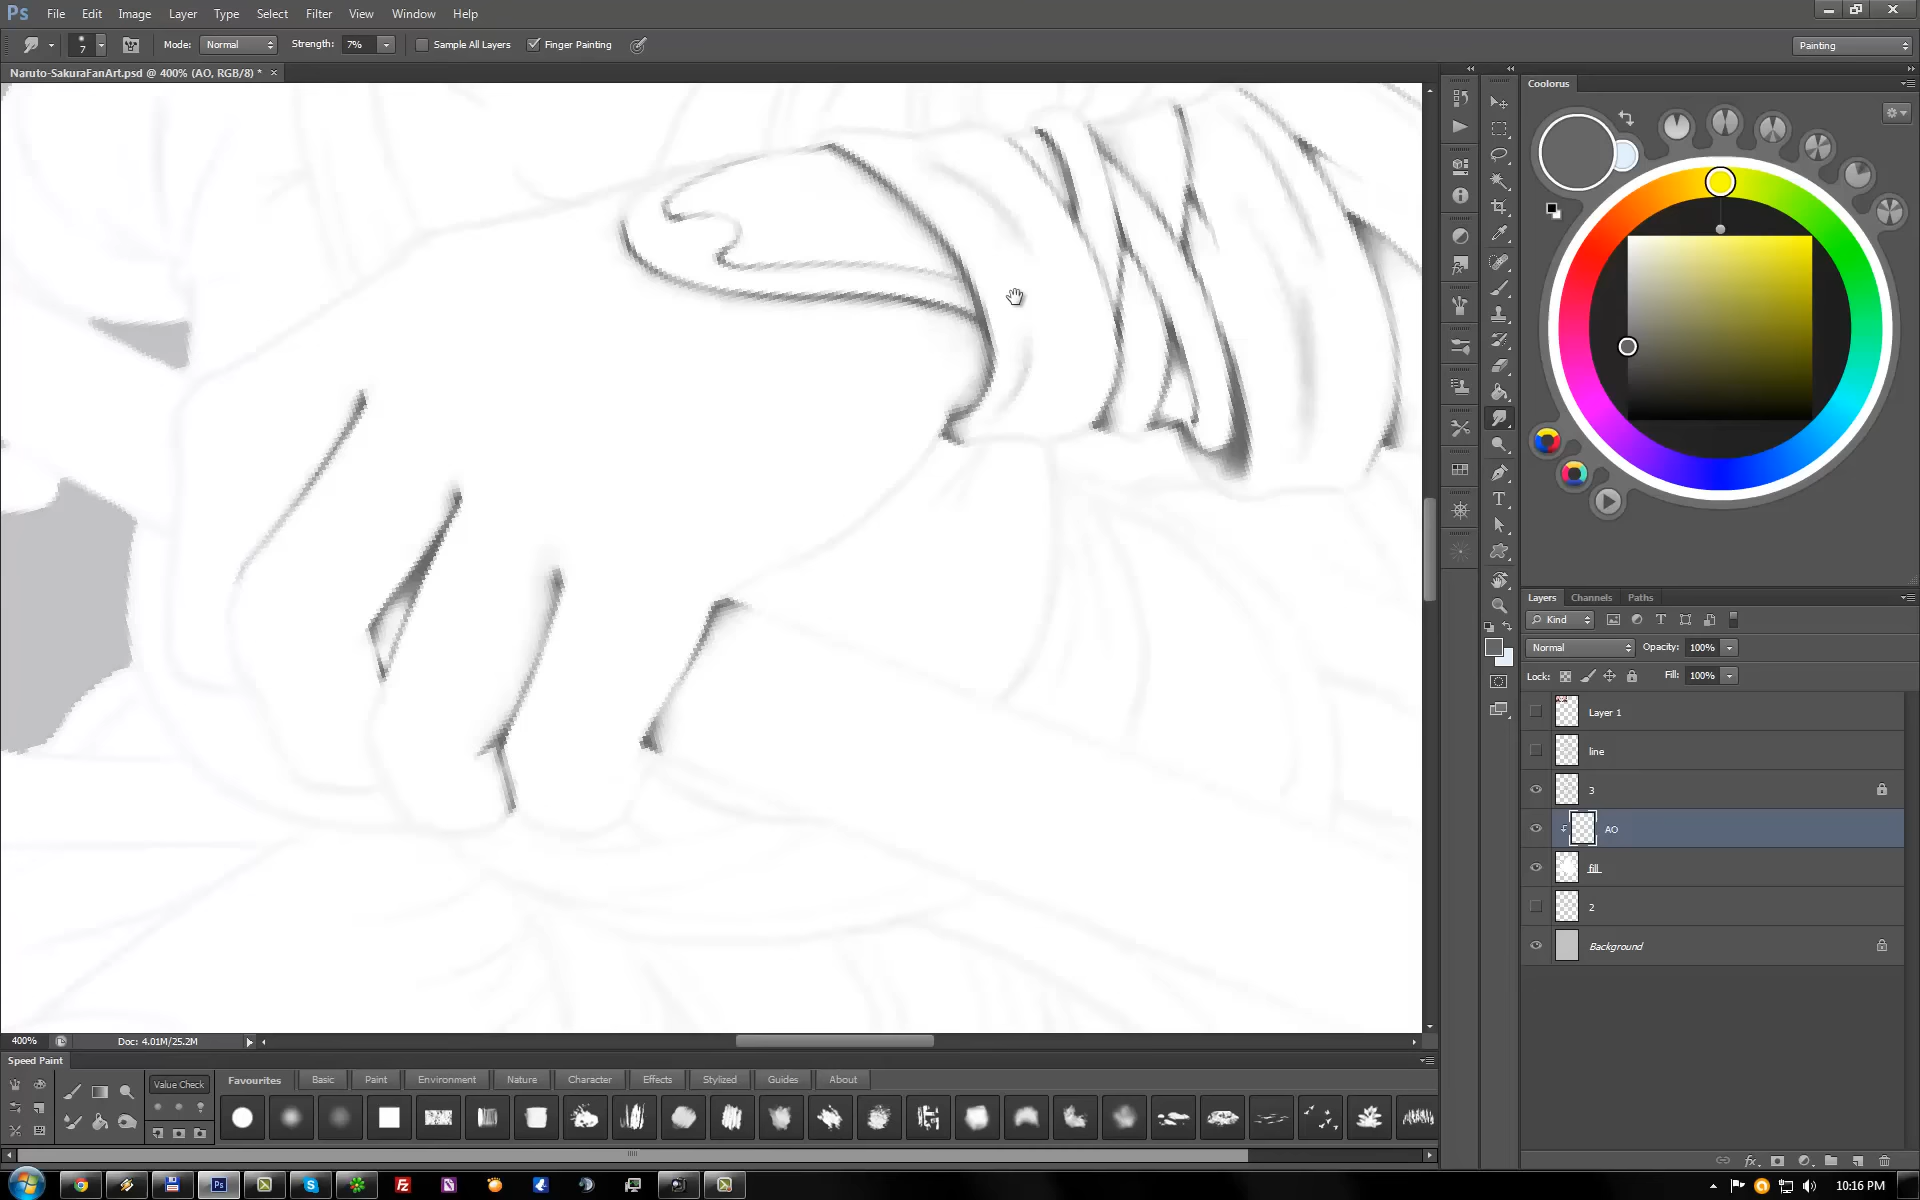 Ps File Edit Image Layer Type Select Filter View Window Help
7 Mode: Normal Strength: 7% Sample All Layers Finger Painting Painting
Naruto-SakuraFanArt.psd @ 400% (AO, RGB/8) * ×
Coolorus
Layers Channels Paths
Kind
Normal Opacity: 100%
Lock: Fill: 100%
Layer 1
line
3
AO
fill
2
Background
400% Doc: 4.01M/25.2M
Speed Paint
Value Check Favourites Basic Paint Environment Nature Character Effects Stylized Guides About
Ps 10:16 PM